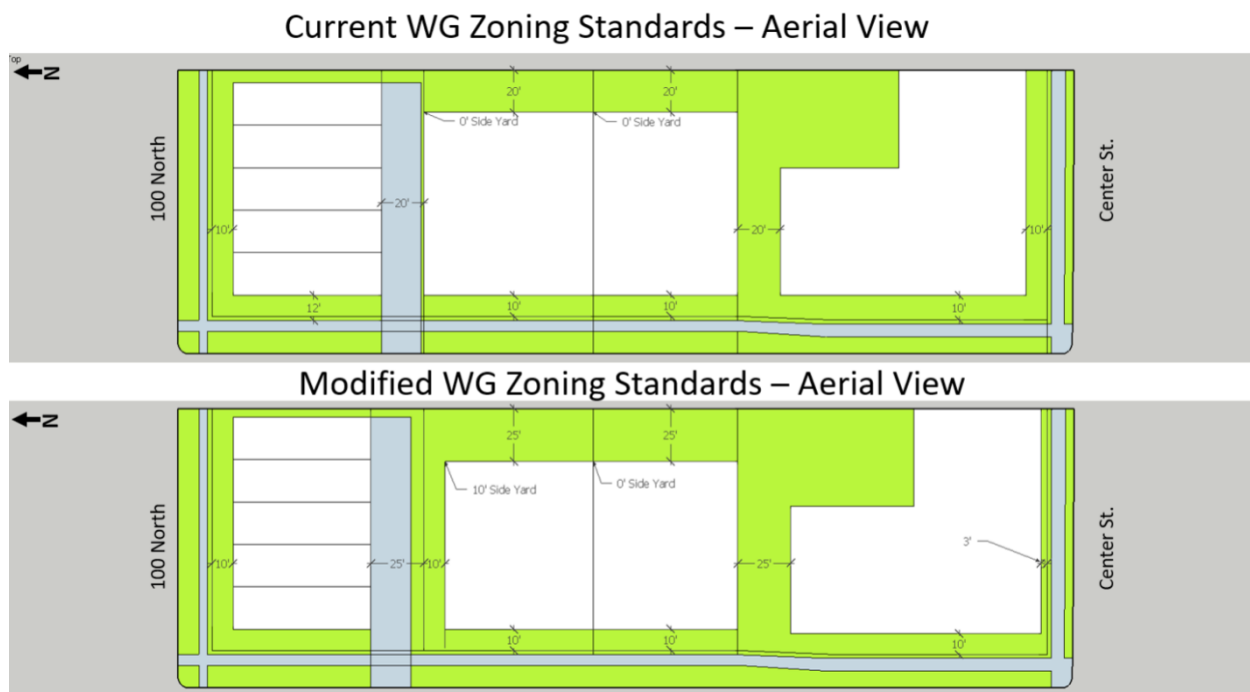 Current WG Zoning Standards – Aerial View
Top
N
100 North
20'
20'
0' Side Yard
0' Side Yard
20'
10'
20'
10'
12'
10'
10'
10'
Center St.
Modified WG Zoning Standards – Aerial View
N
100 North
25'
25'
10' Side Yard
0' Side Yard
3'
10'
25'
10'
25'
10'
10'
10'
Center St.